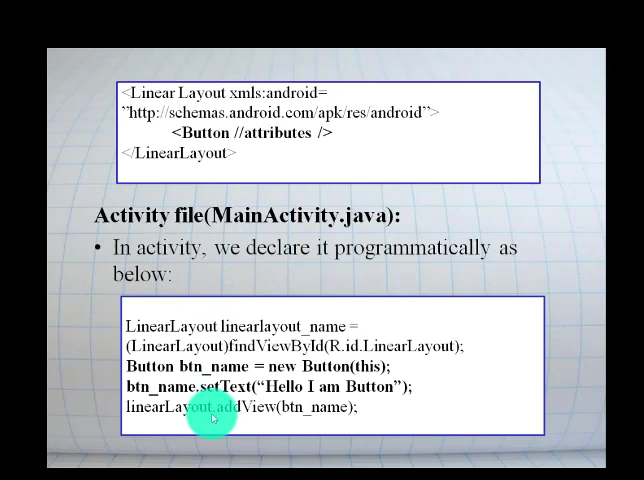 <Linear Layout xmls:android=
”http://schemas.android.com/apk/res/android”>
<Button //attributes />
</LinearLayout>
Activity file(MainActivity.java):
• In activity, we declare it programmatically as
below:
LinearLayout linearlayout_name =
(LinearLayout)findViewById(R.id.LinearLayout);
Button btn_name = new Button(this);
btn_name.setText(“Hello I am Button”);
linearLayout.addView(btn_name);